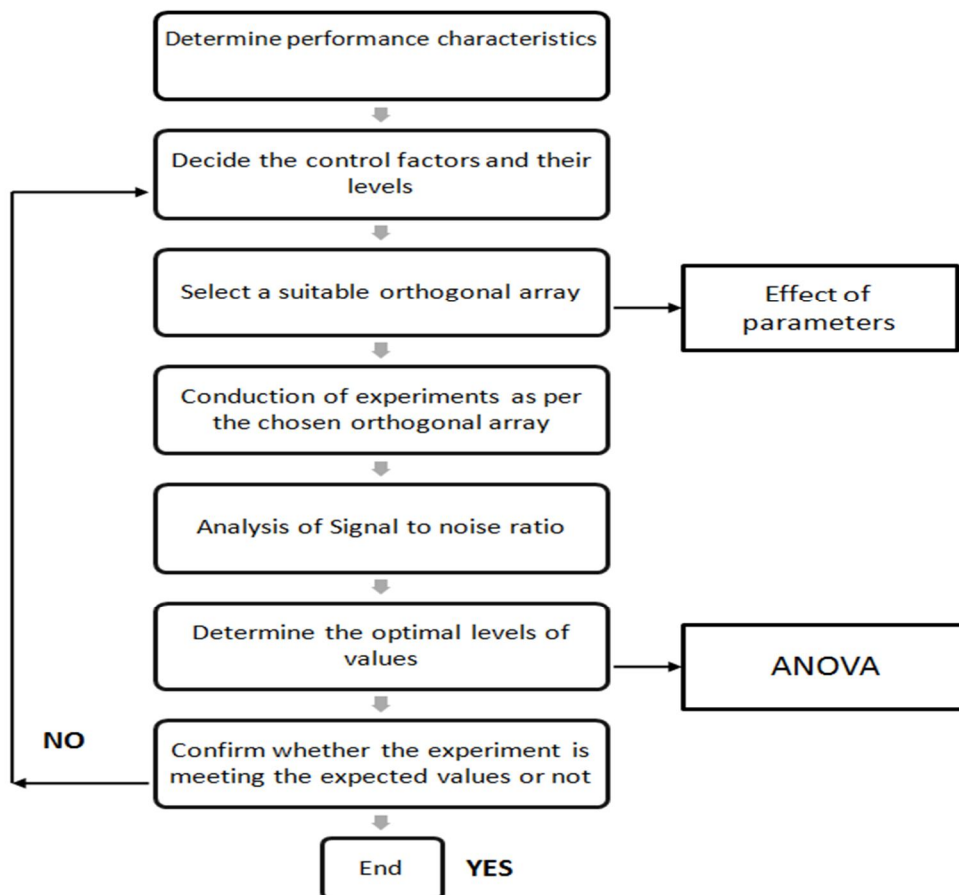 Determine performance characteristics
Decide the control factors and their
levels
Select a suitable orthogonal array
Effect of
parameters
Conduction of experiments as per
the chosen orthogonal array
Analysis of Signal to noise ratio
Determine the optimal levels of
values
ANOVA
NO
Confirm whether the experiment is
meeting the expected values or not
End
YES